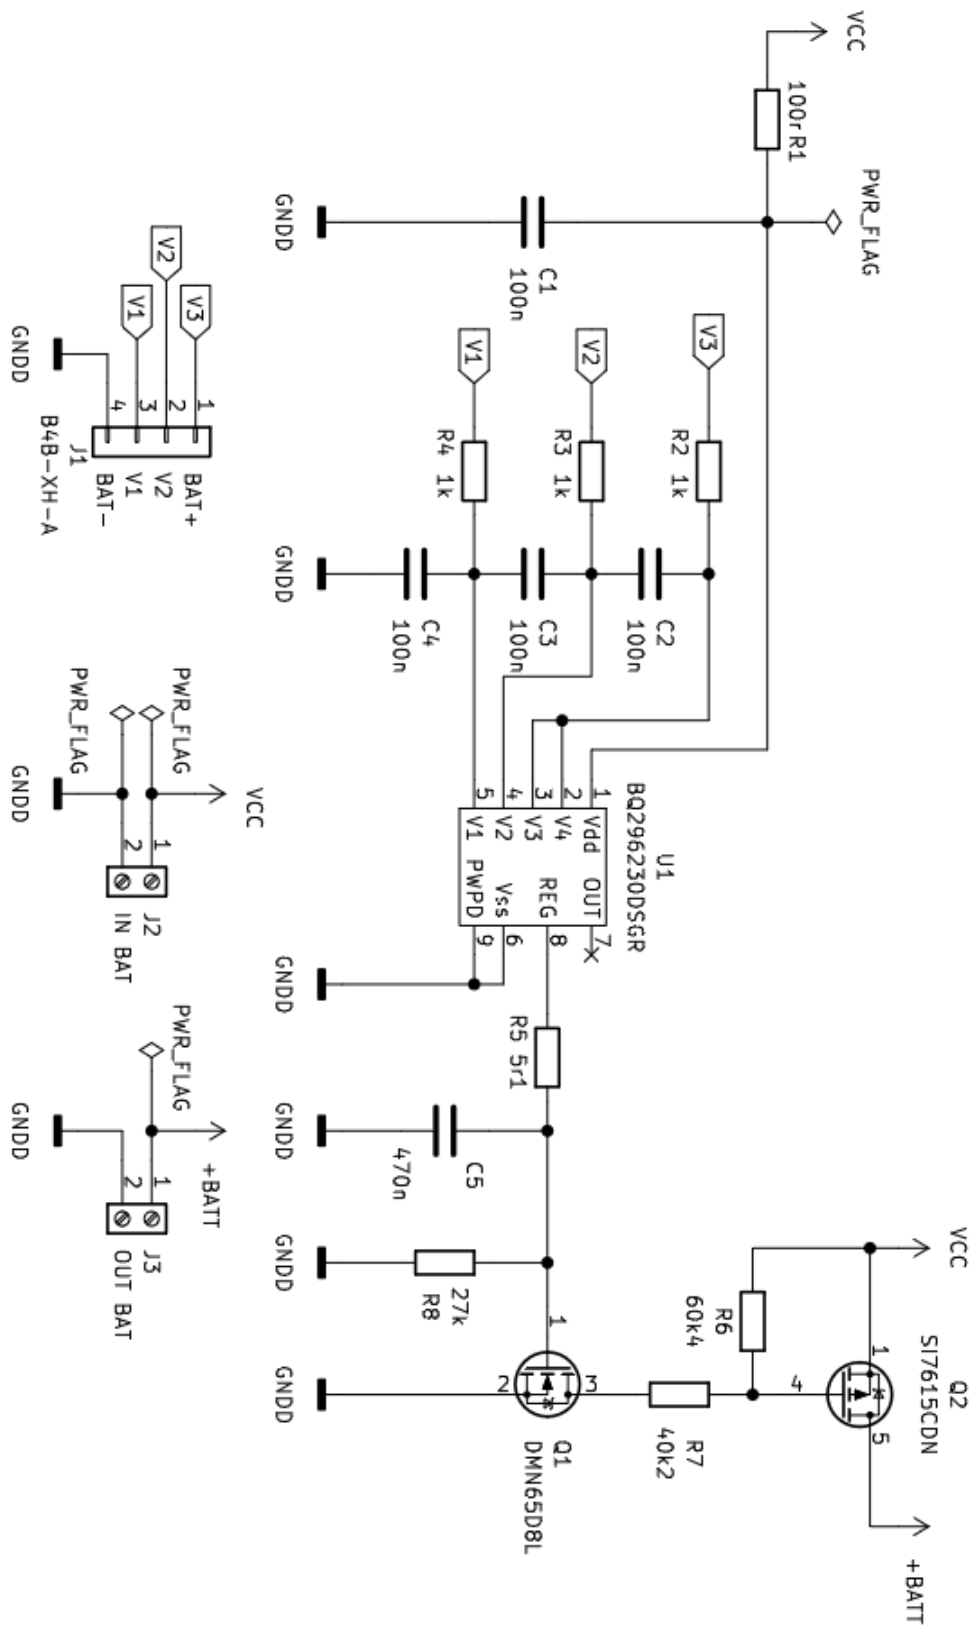 VCC
100r R1
PWR_FLAG
C1
100n
GNDD
V3
R2 1k
V2
R3 1k
V1
R4 1k
C2
100n
C3
100n
C4
100n
GNDD
U1
BQ296230DSGR
1
Vdd
2
V4
3
V3
4
V2
5
V1
OUT
7
REG
8
Vss
6
PWPD
9
GNDD
R5 5r1
C5
470n
GNDD
27k
R8
GNDD
1
2
3
Q1
DMN65D8L
GNDD
R7
40k2
R6
60k4
VCC
Q2
SI7615CDN
1
4
5
+BATT
V3
V2
V1
GNDD
1
2
3
4
BAT+
V2
V1
BAT-
J1
B4B-XH-A
PWR_FLAG
PWR_FLAG
VCC
GNDD
1
2
J2
IN BAT
PWR_FLAG
+BATT
GNDD
1
2
J3
OUT BAT